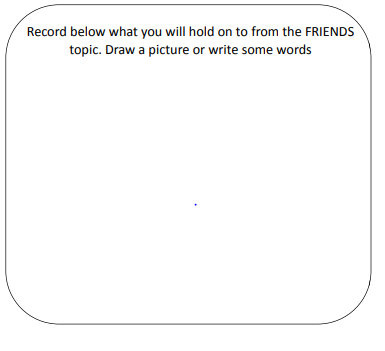 Record below what you will hold on to from the FRIENDS
topic. Draw a picture or write some words